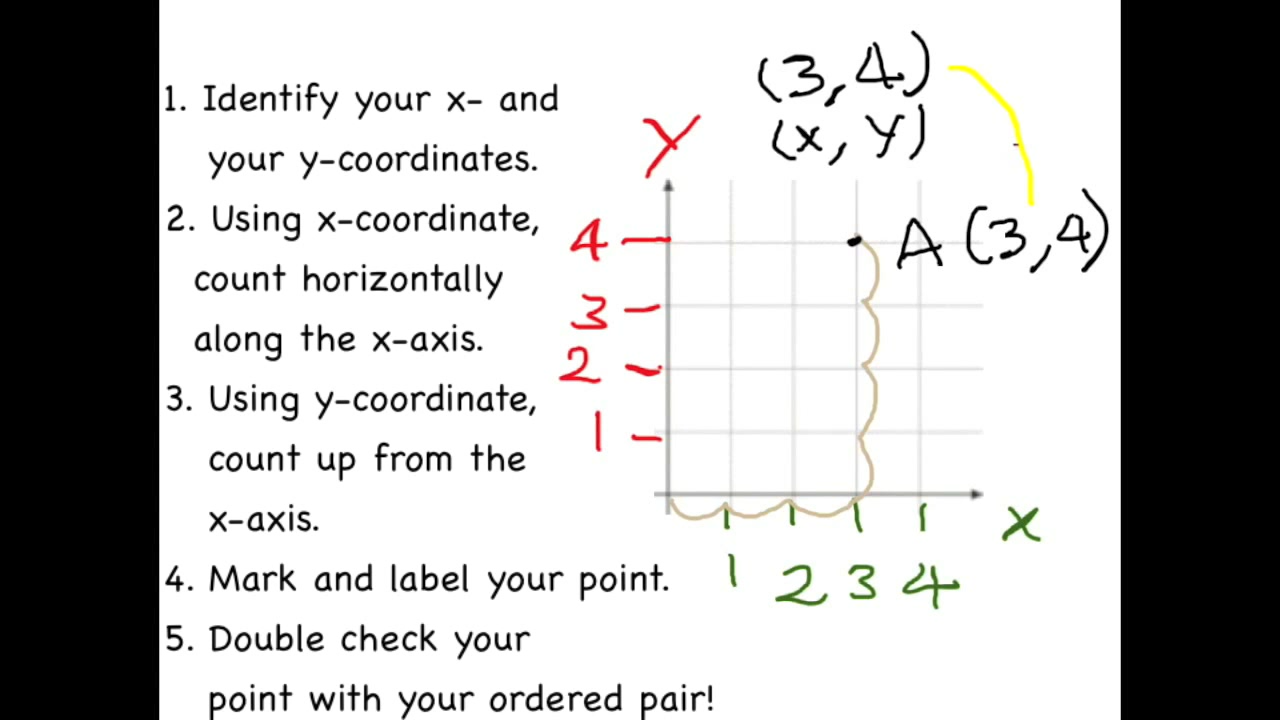 1. Identify your x- and
your y-coordinates.
2. Using x-coordinate,
count horizontally
along the x-axis.
3. Using y-coordinate,
count up from the
x-axis.
4. Mark and label your point.
5. Double check your
point with your ordered pair!
(3,4)
(x, y)
Y
4
A (3,4)
3
2
1
x
1 2 3 4